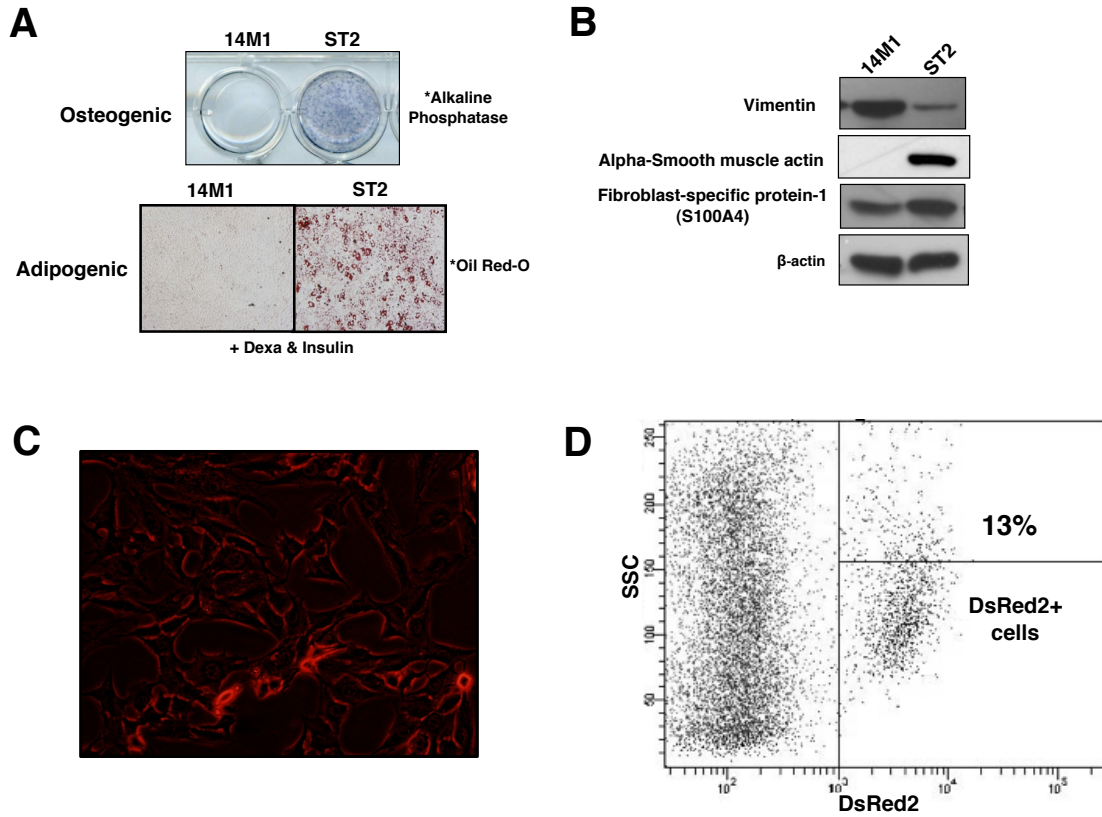 A
14M1 ST2
Osteogenic
*Alkaline
Phosphatase
14M1 ST2
Adipogenic
*Oil Red-O
+ Dexa & Insulin
B
14M1 ST2
Vimentin
Alpha-Smooth muscle actin
Fibroblast-specific protein-1
(S100A4)
β-actin
C
D
250
200
150
100
50
SSC
13%
DsRed2+
cells
10² 10³ 10⁴ 10⁵
DsRed2